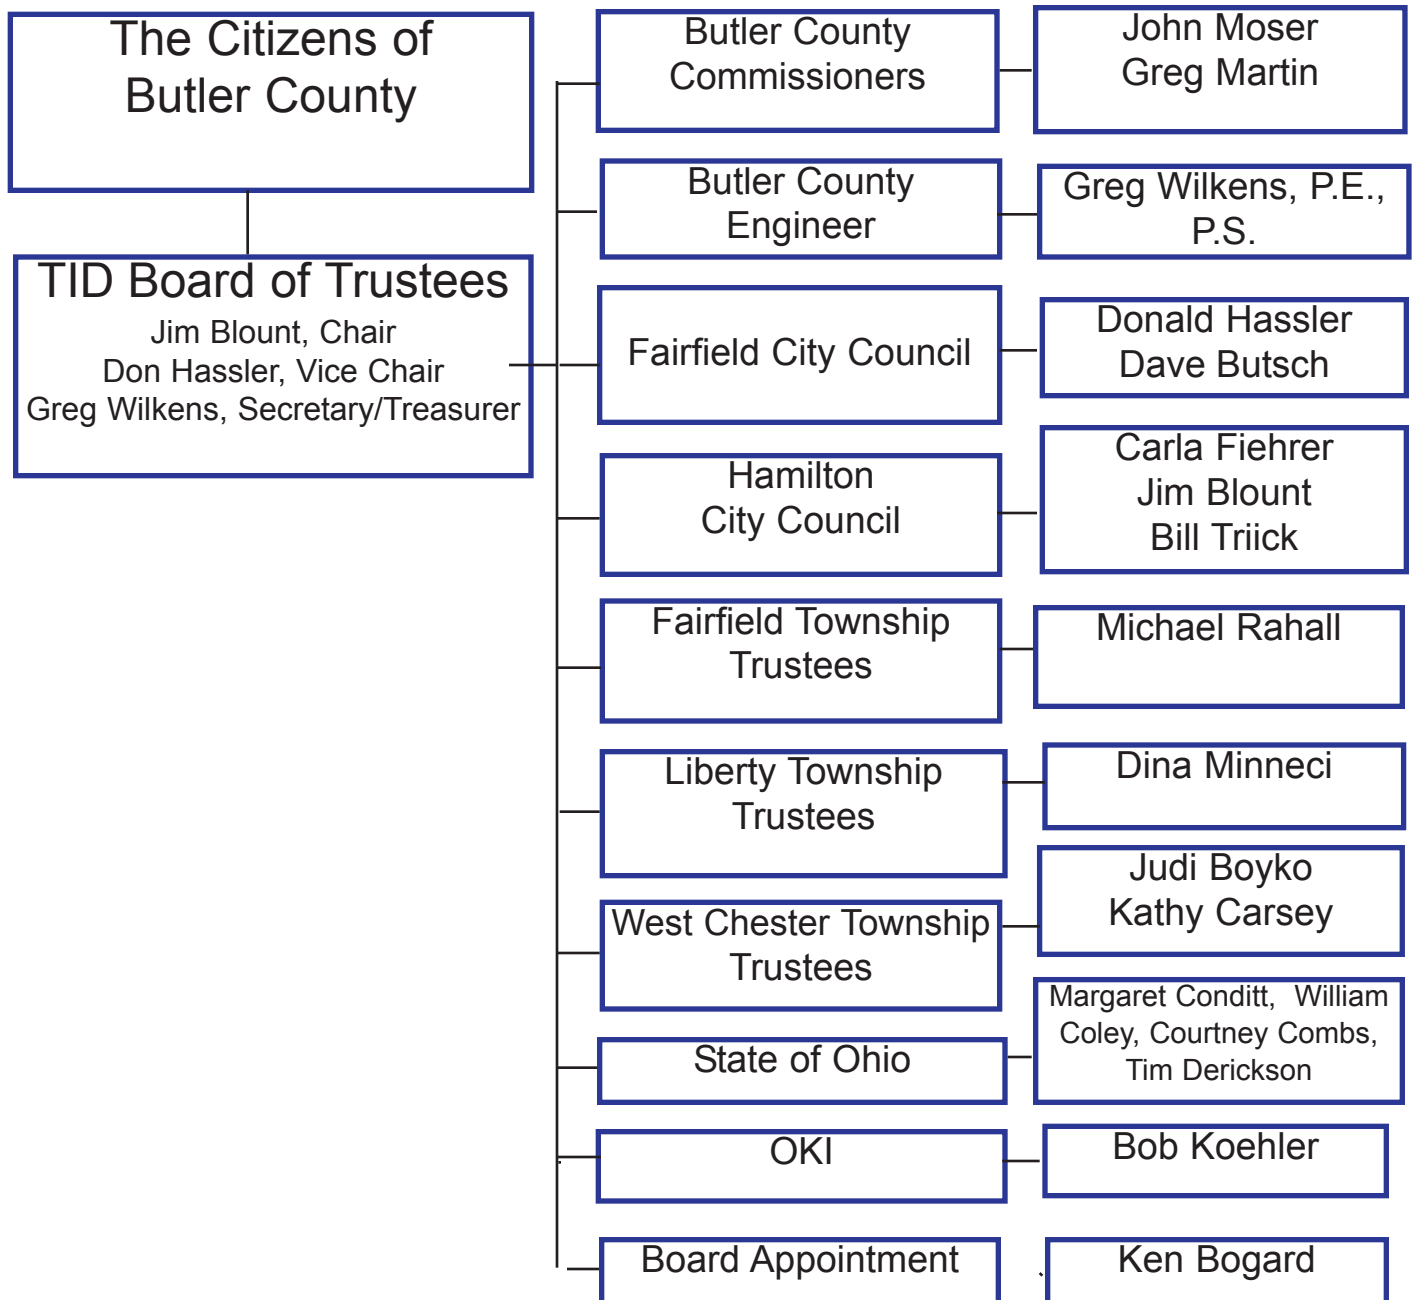 The Citizens of
Butler County
TID Board of Trustees
Jim Blount, Chair
Don Hassler, Vice Chair
Greg Wilkens, Secretary/Treasurer
Butler County
Commissioners
John Moser
Greg Martin
Butler County
Engineer
Greg Wilkens, P.E.,
P.S.
Fairfield City Council
Donald Hassler
Dave Butsch
Hamilton
City Council
Carla Fiehrer
Jim Blount
Bill Triick
Fairfield Township
Trustees
Michael Rahall
Liberty Township
Trustees
Dina Minneci
West Chester Township
Trustees
Judi Boyko
Kathy Carsey
State of Ohio
Margaret Conditt, William
Coley, Courtney Combs,
Tim Derickson
OKI
Bob Koehler
Board Appointment
Ken Bogard